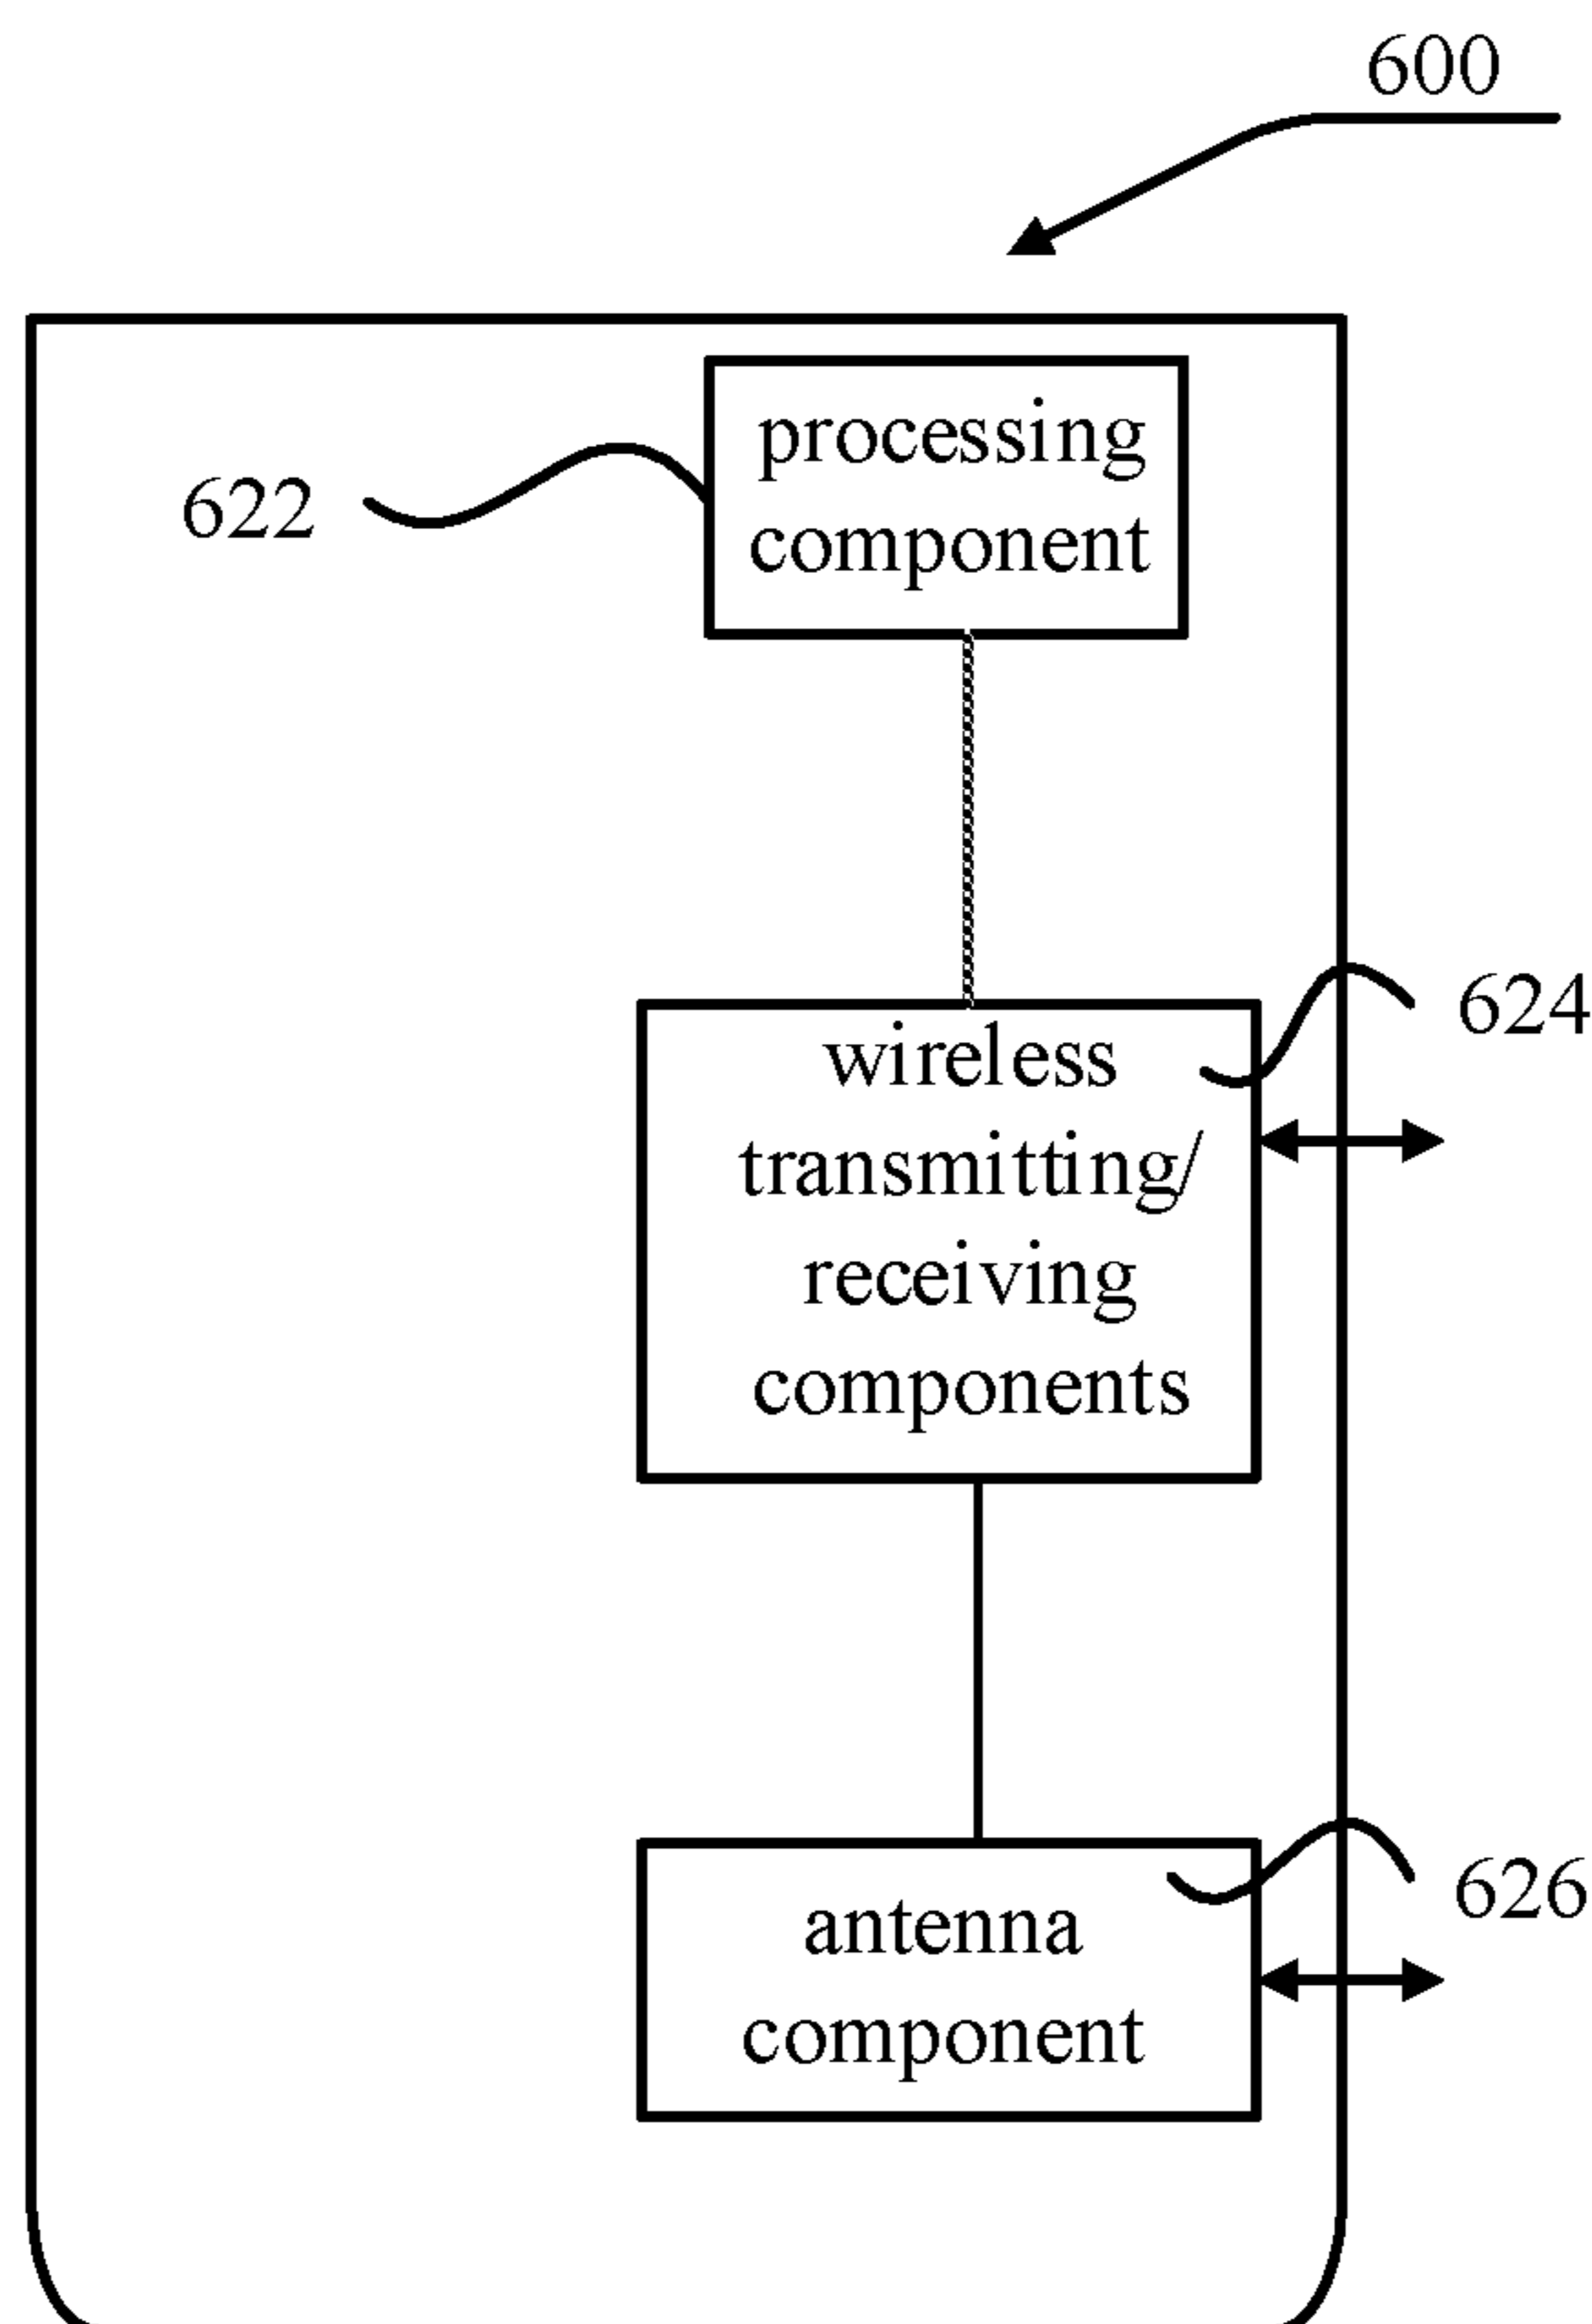 600
processing
component
622
624
wireless
transmitting/
receiving
components
626
antenna
component